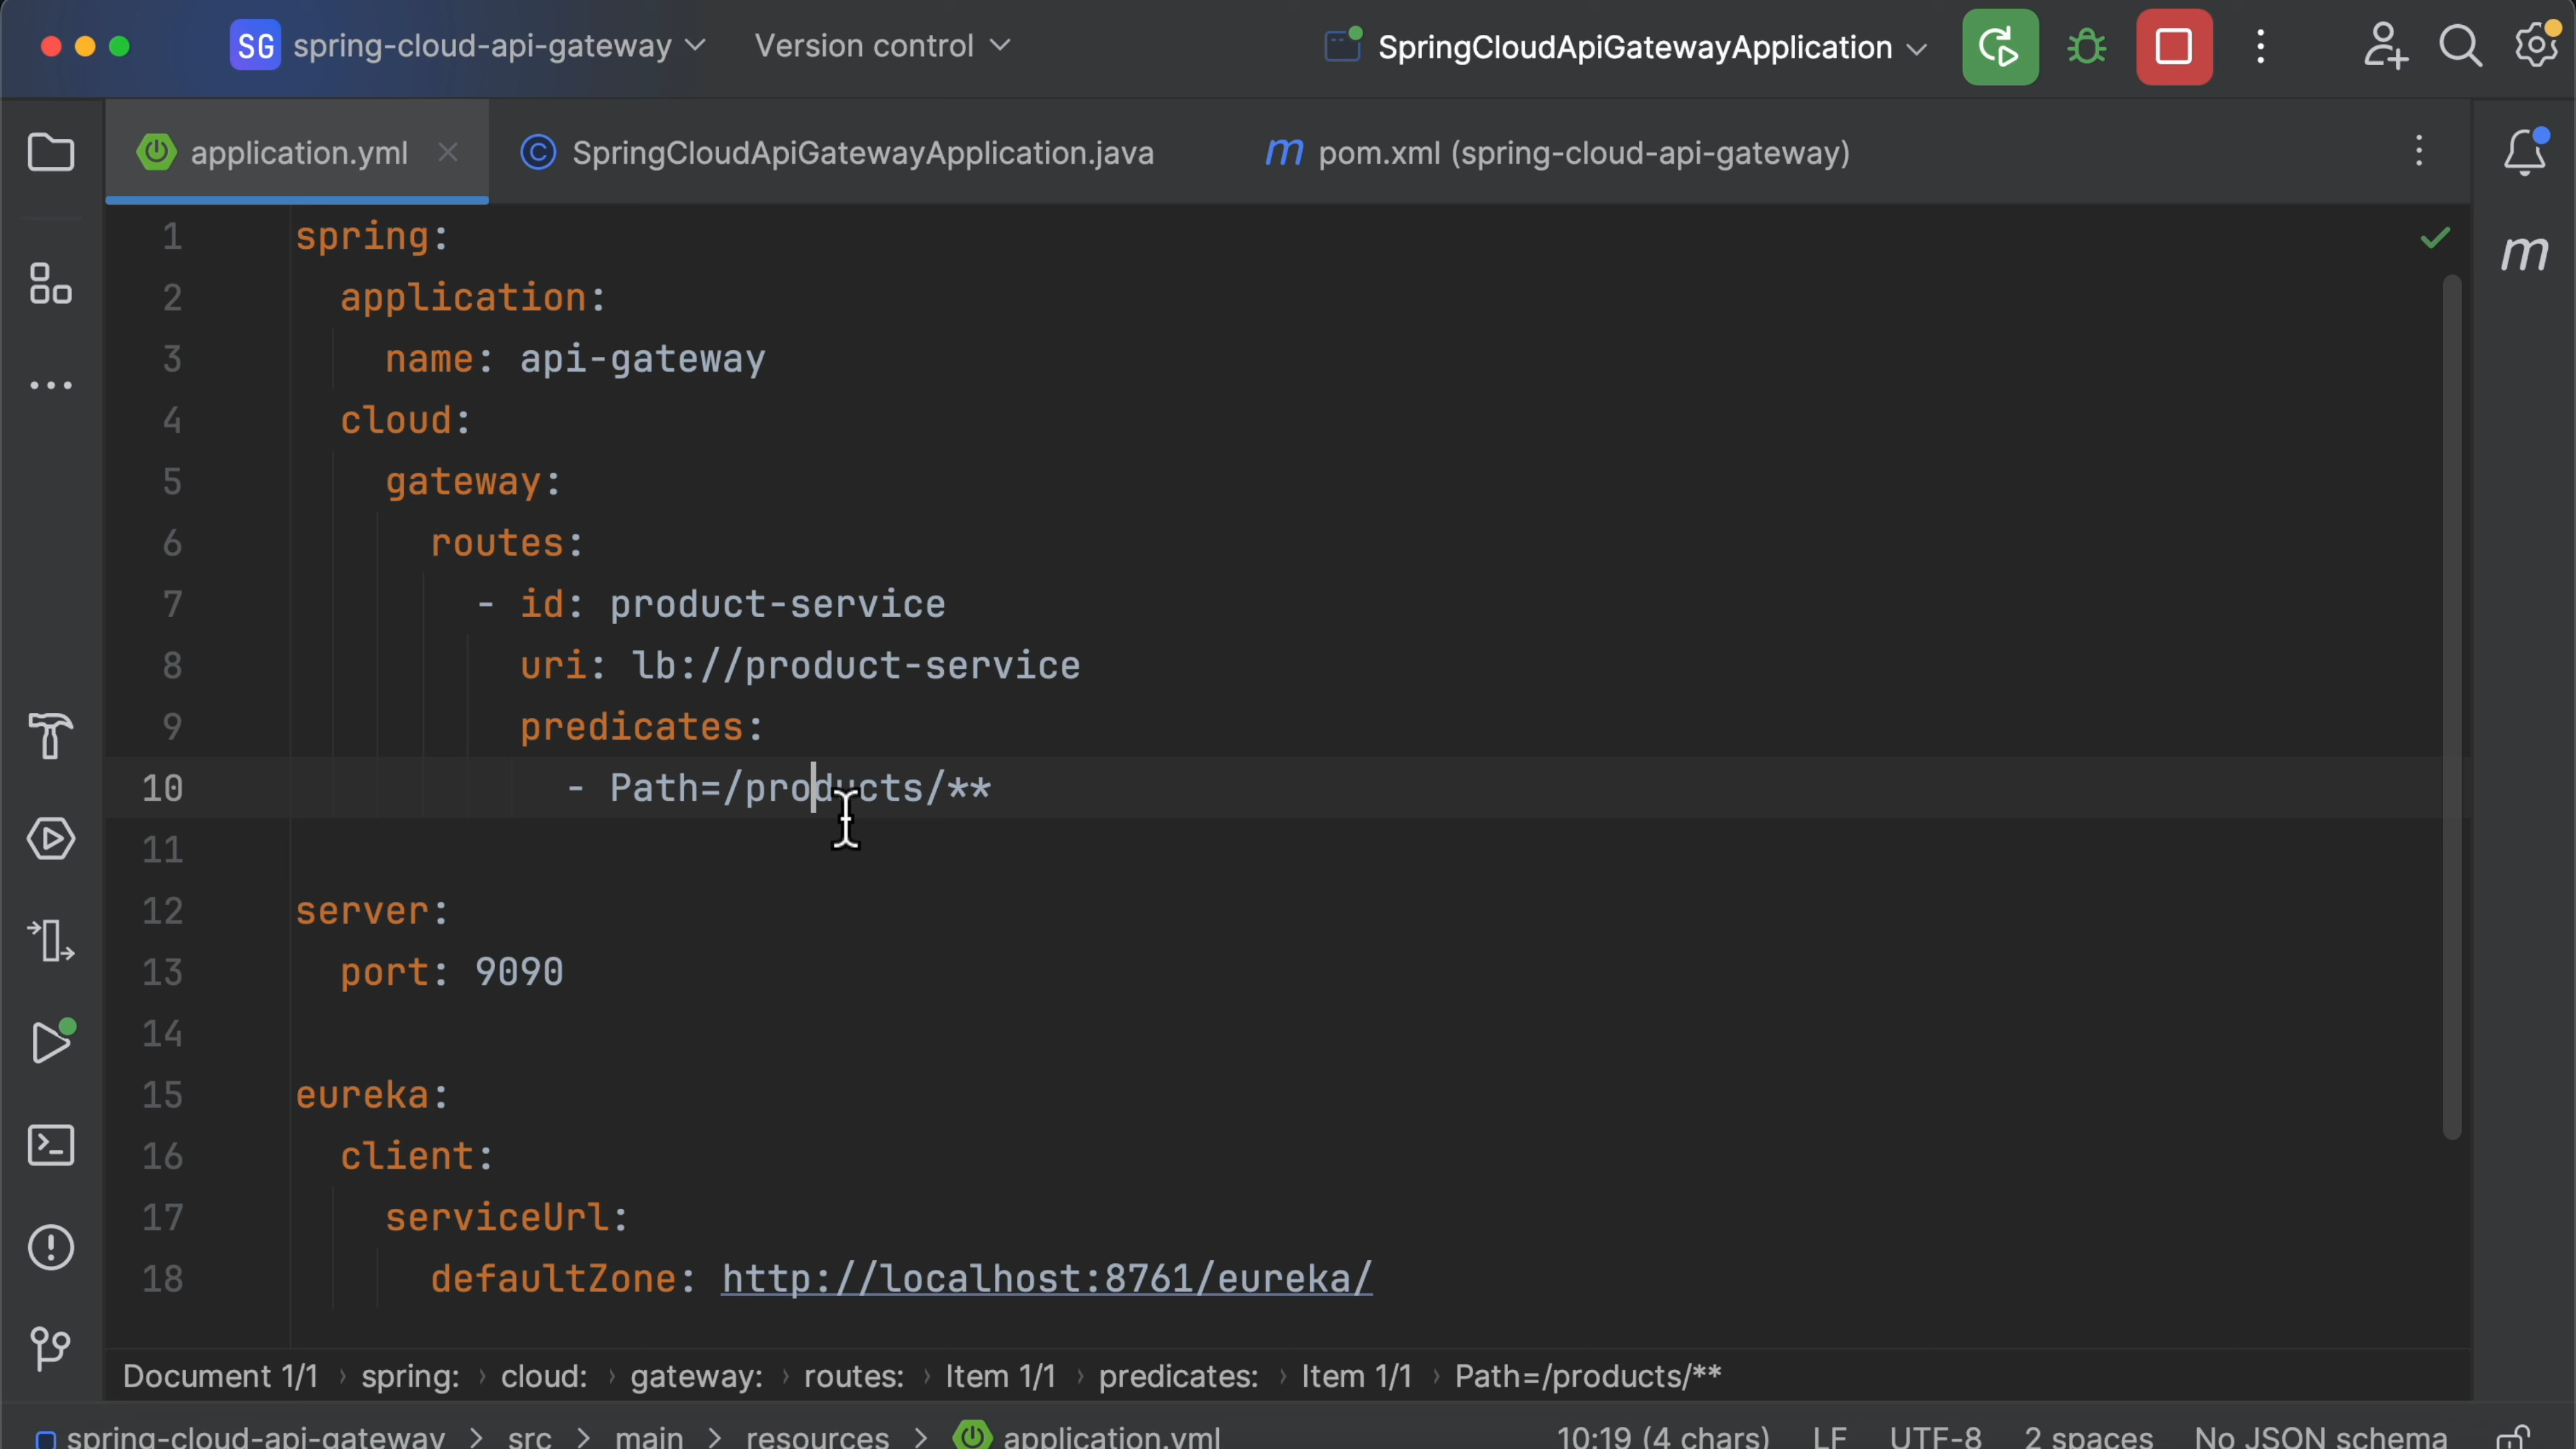 SG spring-cloud-api-gateway Version control SpringCloudApiGatewayApplication
application.yml SpringCloudApiGatewayApplication.java m pom.xml (spring-cloud-api-gateway)
m
1 spring:
2 application:
3 name: api-gateway
4 cloud:
5 gateway:
6 routes:
7 - id: product-service
8 uri: lb://product-service
9 predicates:
10 - Path=/products/**
11
12 server:
13 port: 9090
14
15 eureka:
16 client:
17 serviceUrl:
18 defaultZone: http://localhost:8761/eureka/
Document 1/1 › spring: › cloud: › gateway: › routes: › Item 1/1 › predicates: › Item 1/1 › Path=/products/**
spring-cloud-api-gateway > src > main > resources > application.yml 10:19 (4 chars) LF UTF-8 2 spaces No JSON schema